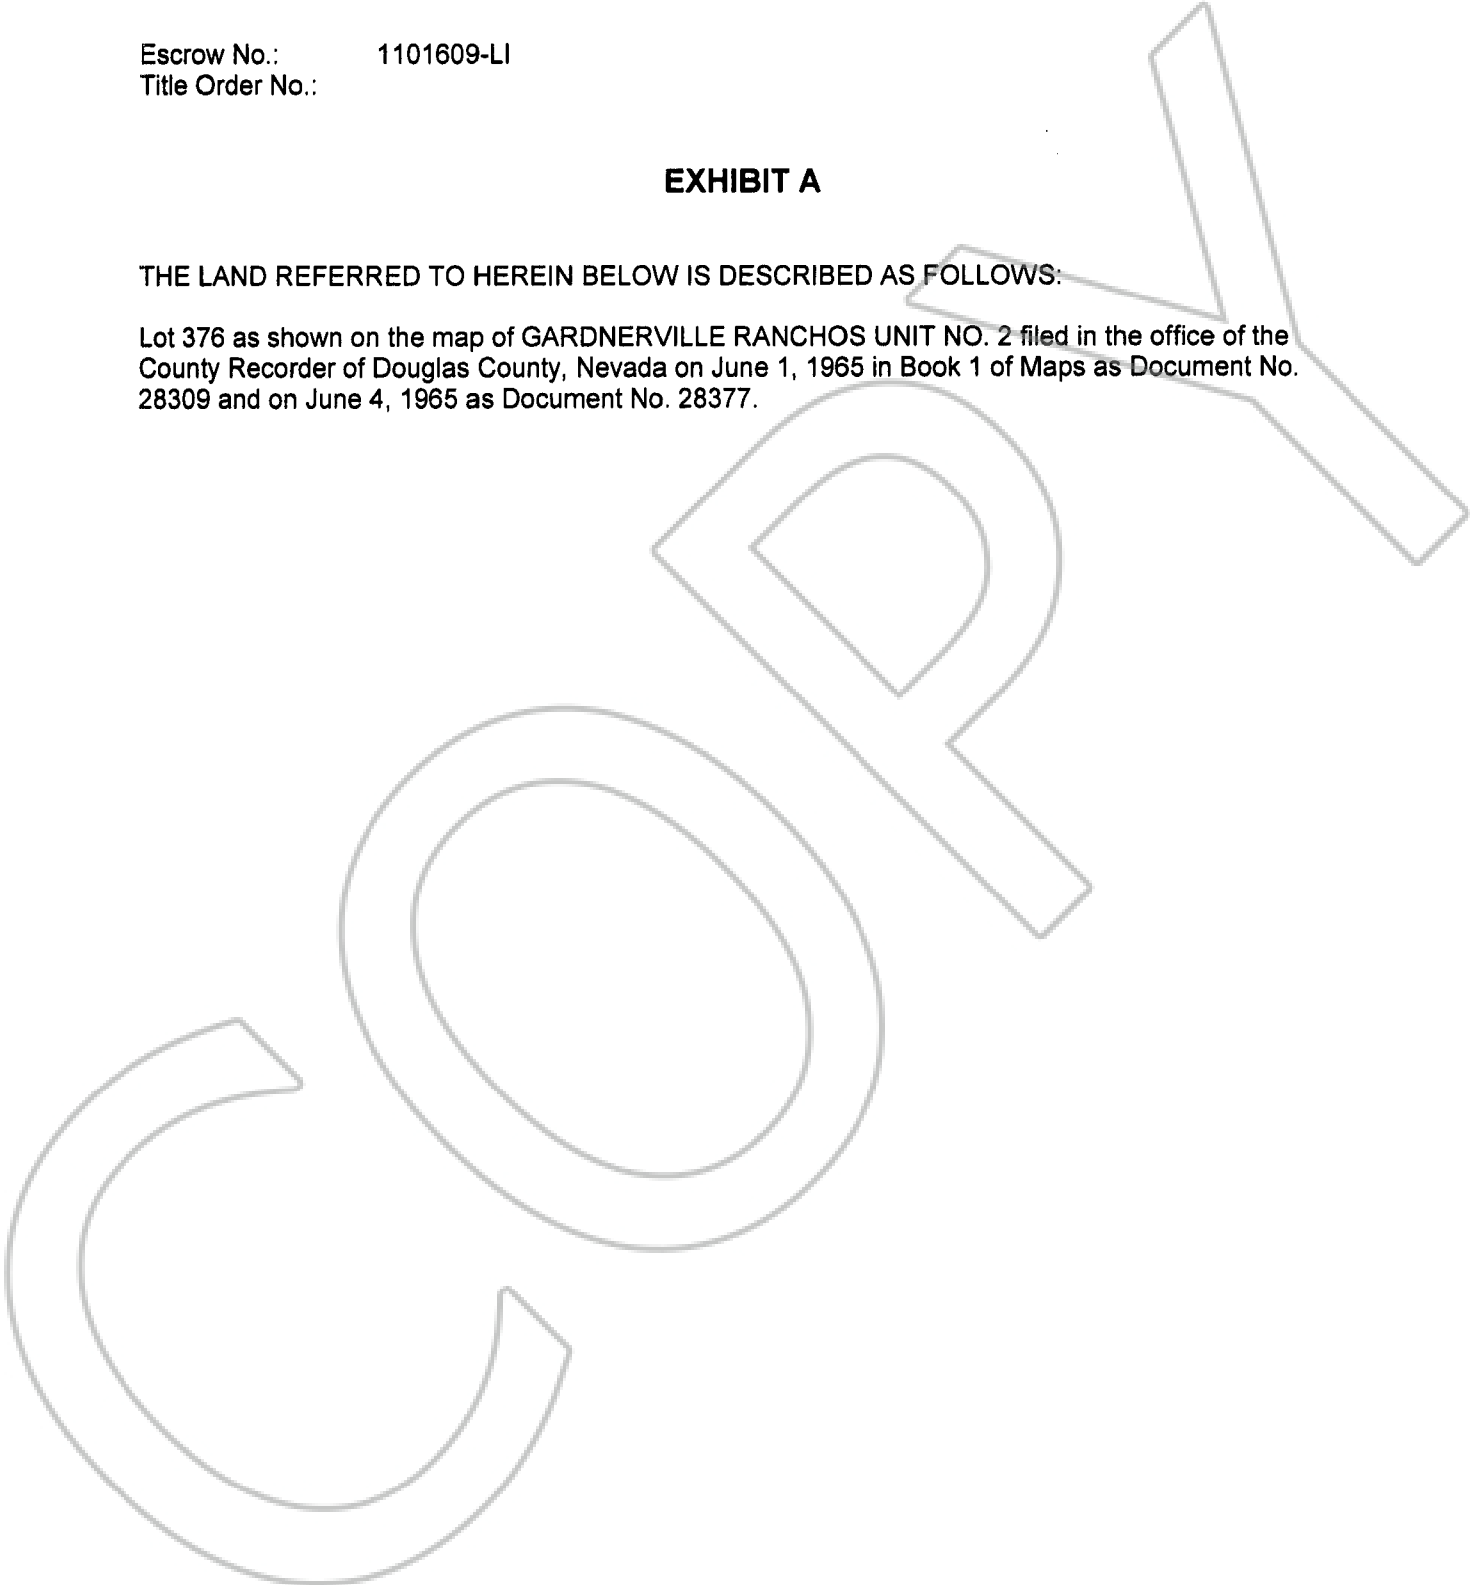 Escrow No.: 1101609-LI
Title Order No.:
EXHIBIT A
THE LAND REFERRED TO HEREIN BELOW IS DESCRIBED AS FOLLOWS:
Lot 376 as shown on the map of GARDNERVILLE RANCHOS UNIT NO. 2 filed in the office of the
County Recorder of Douglas County, Nevada on June 1, 1965 in Book 1 of Maps as Document No.
28309 and on June 4, 1965 as Document No. 28377.
COPY